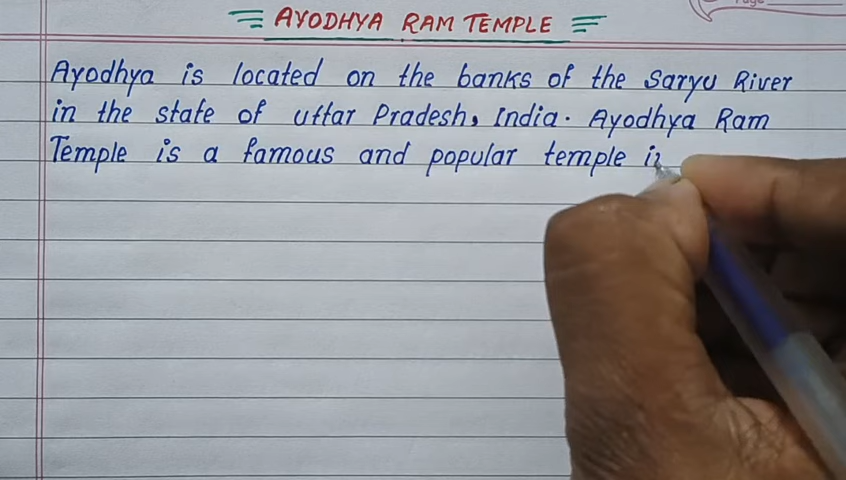 AYODHYA RAM TEMPLE
Page
Ayodhya is located on the banks of the Saryu River
in the state of uttar Pradesh, India. Ayodhya Ram
Temple is a famous and popular temple i